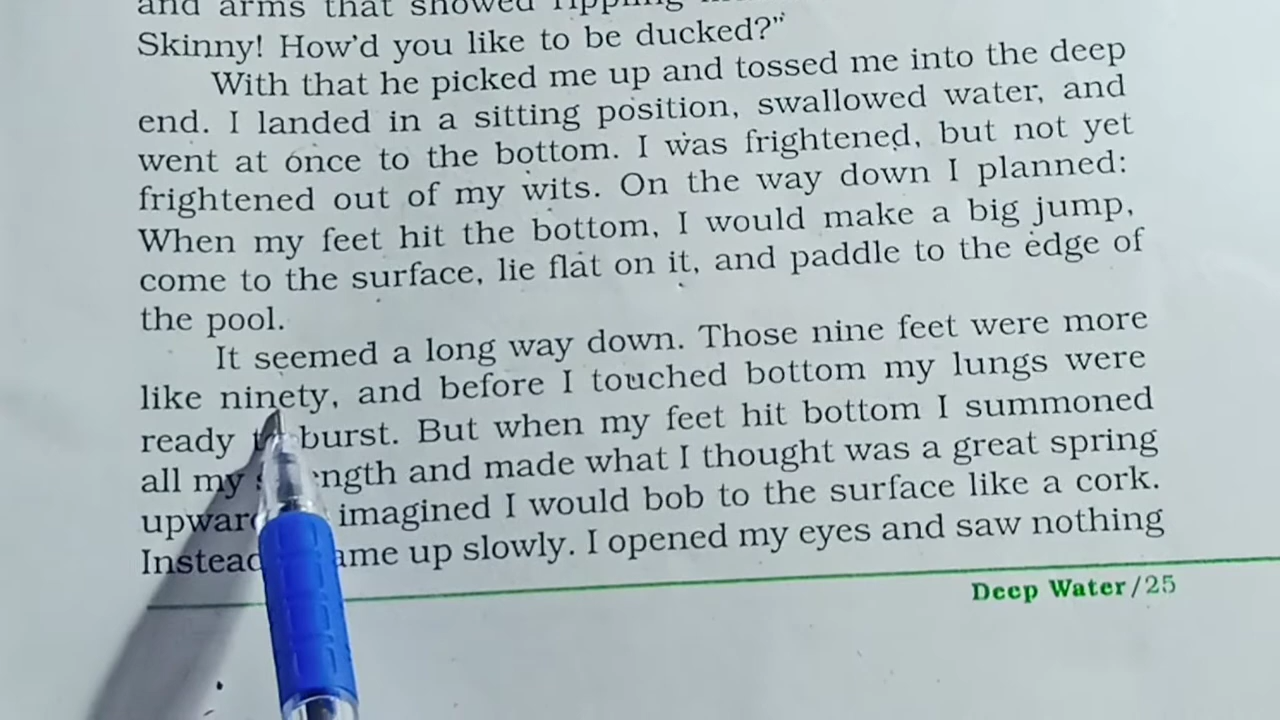 and arms that showed rippling
Skinny! How'd you like to be ducked?"
With that he picked me up and tossed me into the deep
end. I landed in a sitting position, swallowed water, and
went at once to the bottom. I was frightened, but not yet
frightened out of my wits. On the way down I planned:
When my feet hit the bottom, I would make a big jump,
come to the surface, lie flat on it, and paddle to the edge of
the pool.
It seemed a long way down. Those nine feet were more
like ninety, and before I touched bottom my lungs were
ready burst. But when my feet hit bottom I summoned
all my and made what I thought was a great spring
imagined I would bob to the surface like a cork.
Instead up slowly. I opened my eyes and saw nothing
Deep Water/25